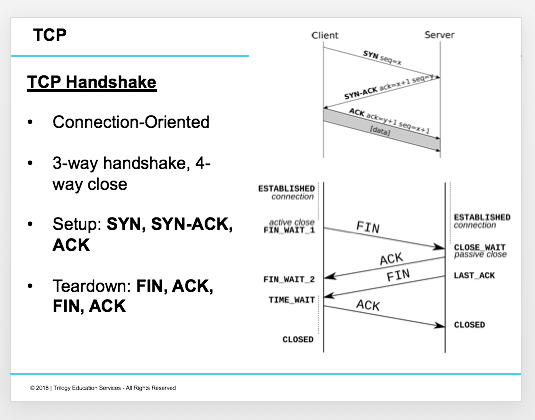 TCP
TCP Handshake
• Connection-Oriented
• 3-way handshake, 4-
way close
• Setup: SYN, SYN-ACK,
ACK
• Teardown: FIN, ACK,
FIN, ACK
Client
Server
SYN seq=x
SYN-ACK ack=x+1 seq=y
ACK ack=y+1 seq=x+1
[data]
ESTABLISHED
connection
active close
FIN_WAIT_1
FIN_WAIT_2
TIME_WAIT
CLOSED
FIN
ACK
FIN
ACK
ESTABLISHED
connection
CLOSE_WAIT
passive close
LAST_ACK
CLOSED
© 2018 | Trilogy Education Services - All Rights Reserved